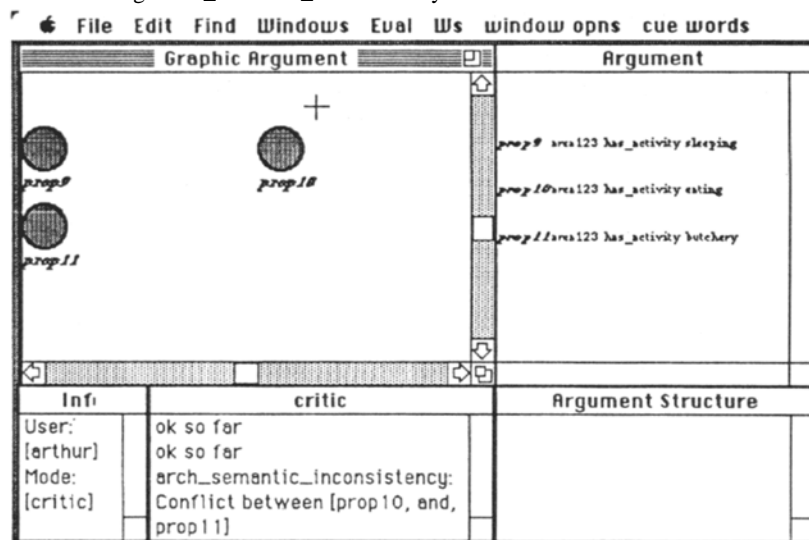 File Edit Find Windows Eval Ws window opns cue words
Graphic Argument
Argument
prop9
prop10
prop11
prop9 area123 has_activity sleeping
prop10 area123 has_activity eating
prop11 area123 has_activity butchery
critic
User:
[arthur]
Mode:
[critic]
ok so far
ok so far
arch_semantic_inconsistency:
Conflict between [prop10, and,
prop11]
Argument Structure